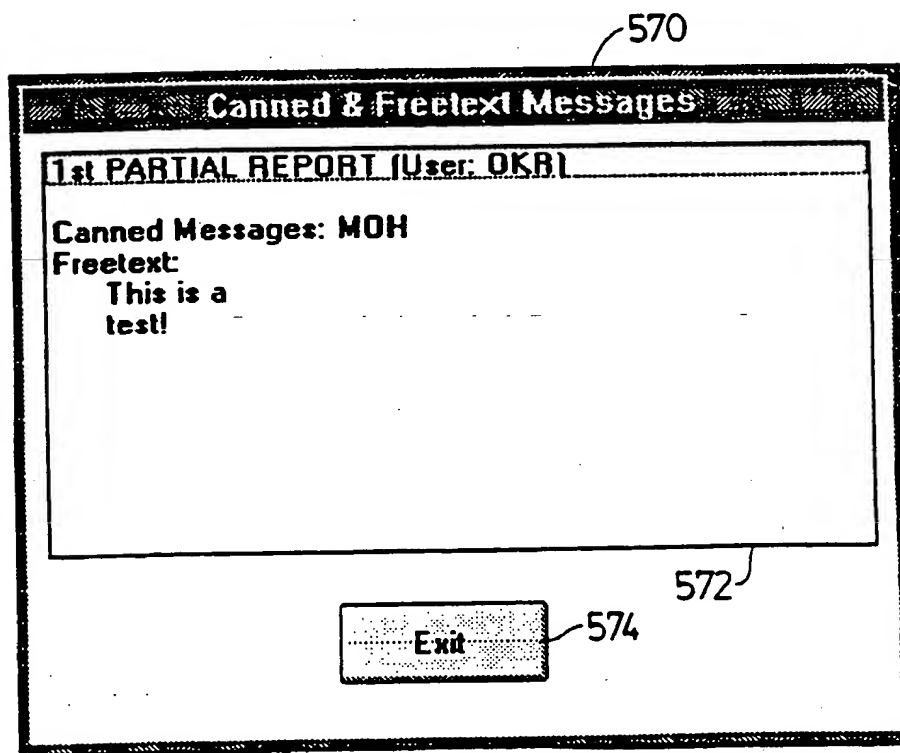 570
Canned & Freetext Messages
1st PARTIAL REPORT (User: OKR)
Canned Messages: MOH
Freetext:
This is a
test!
572
Exit
574